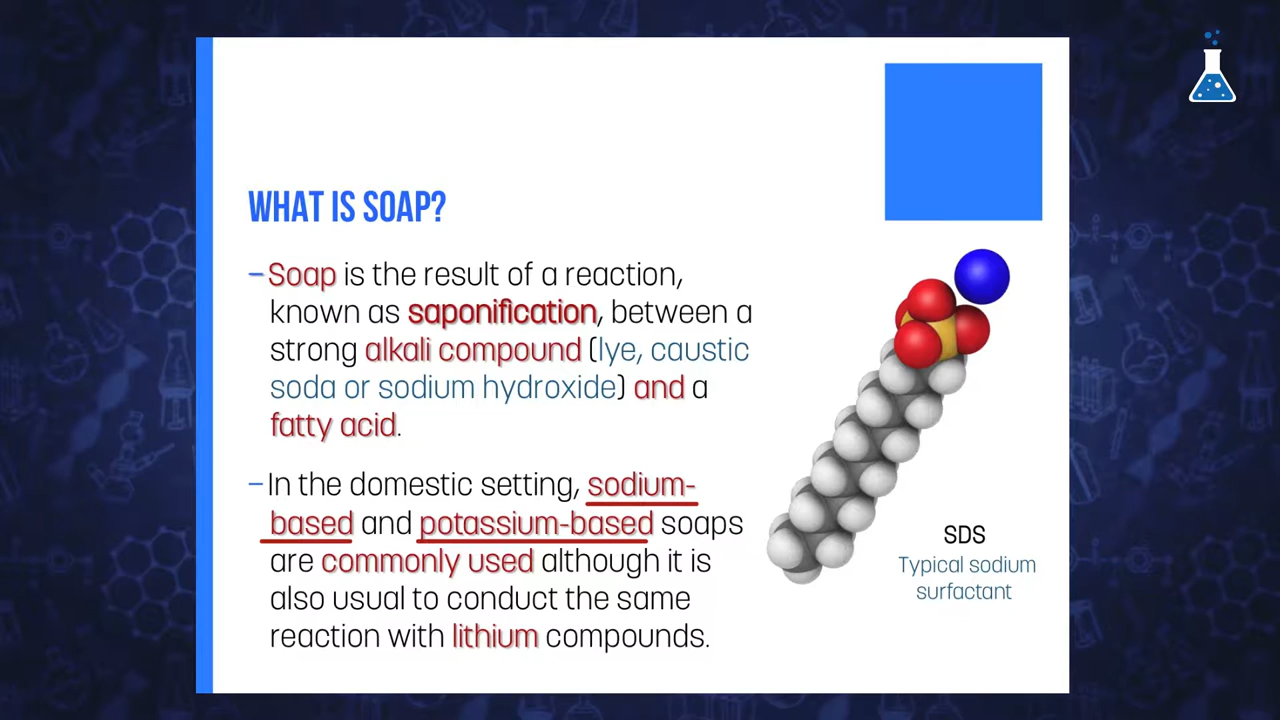 WHAT IS SOAP?
–Soap is the result of a reaction,
known as saponification, between a
strong alkali compound (lye, caustic
soda or sodium hydroxide) and a
fatty acid.
–In the domestic setting, sodium-
based and potassium-based soaps
are commonly used although it is
also usual to conduct the same
reaction with lithium compounds.
SDS
Typical sodium
surfactant